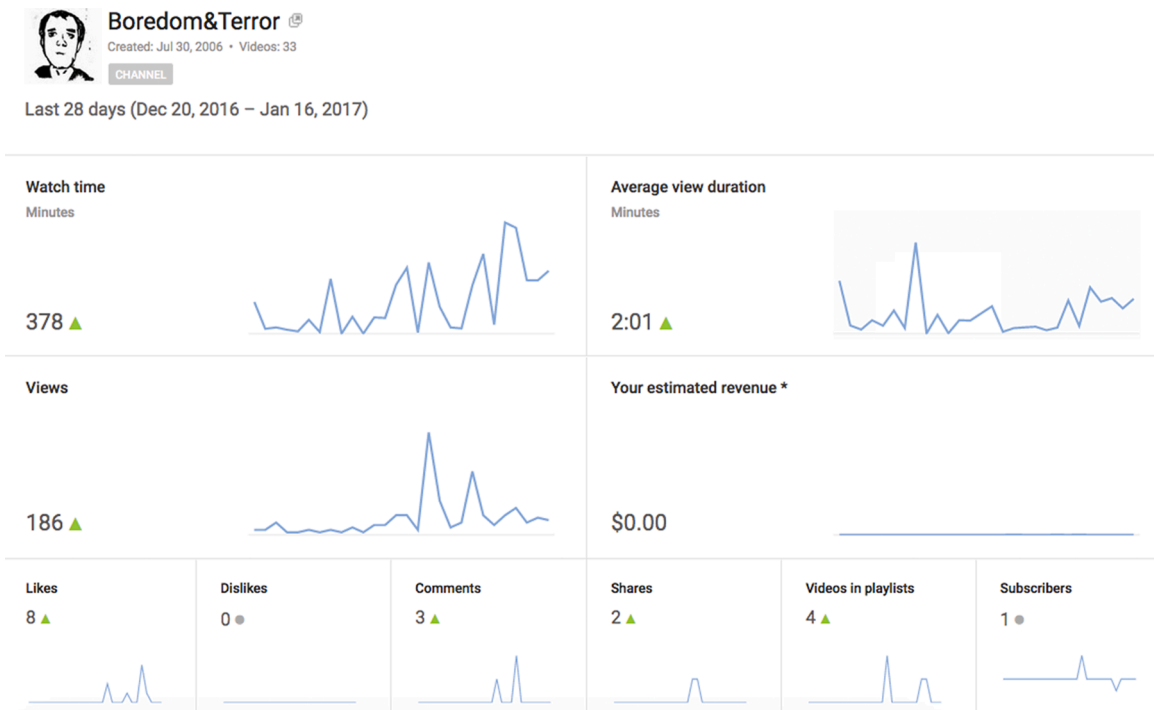 Boredom&Terror
Created: Jul 30, 2006 • Videos: 33
CHANNEL
Last 28 days (Dec 20, 2016 – Jan 16, 2017)
Watch time
Minutes
378
Average view duration
Minutes
2:01
Views
186
Your estimated revenue *
$0.00
Likes
8
Dislikes
0
Comments
3
Shares
2
Videos in playlists
4
Subscribers
1